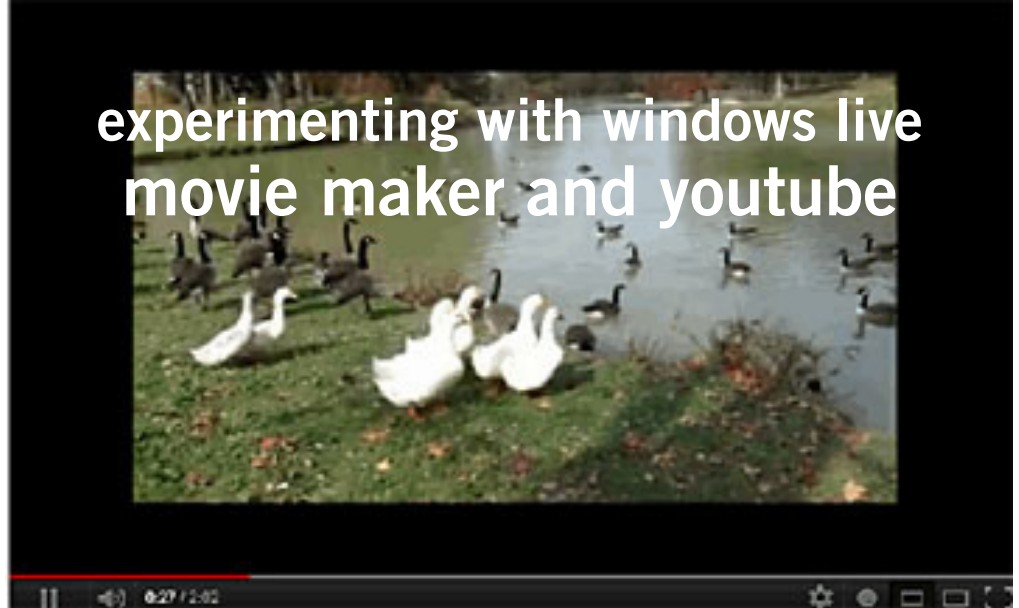 experimenting with windows live
movie maker and youtube
0:27 / 2:02